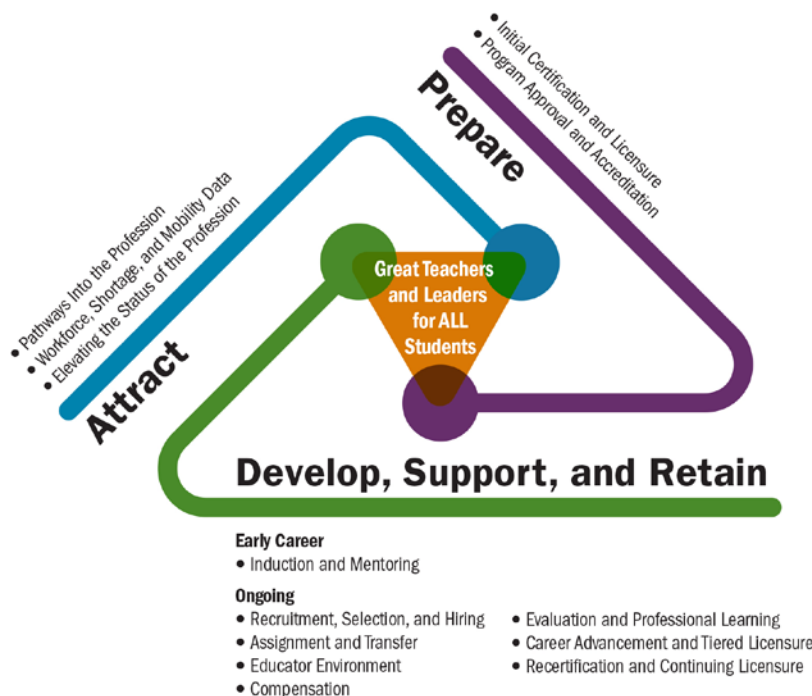 • Pathways Into the Profession
• Workforce, Shortage, and Mobility Data
• Elevating the Status of the Profession
Attract
• Initial Certification and Licensure
• Program Approval and Accreditation
Prepare
Great Teachers
and Leaders
for ALL
Students
Develop, Support, and Retain
Early Career
• Induction and Mentoring
Ongoing
• Recruitment, Selection, and Hiring
• Assignment and Transfer
• Educator Environment
• Compensation
• Evaluation and Professional Learning
• Career Advancement and Tiered Licensure
• Recertification and Continuing Licensure